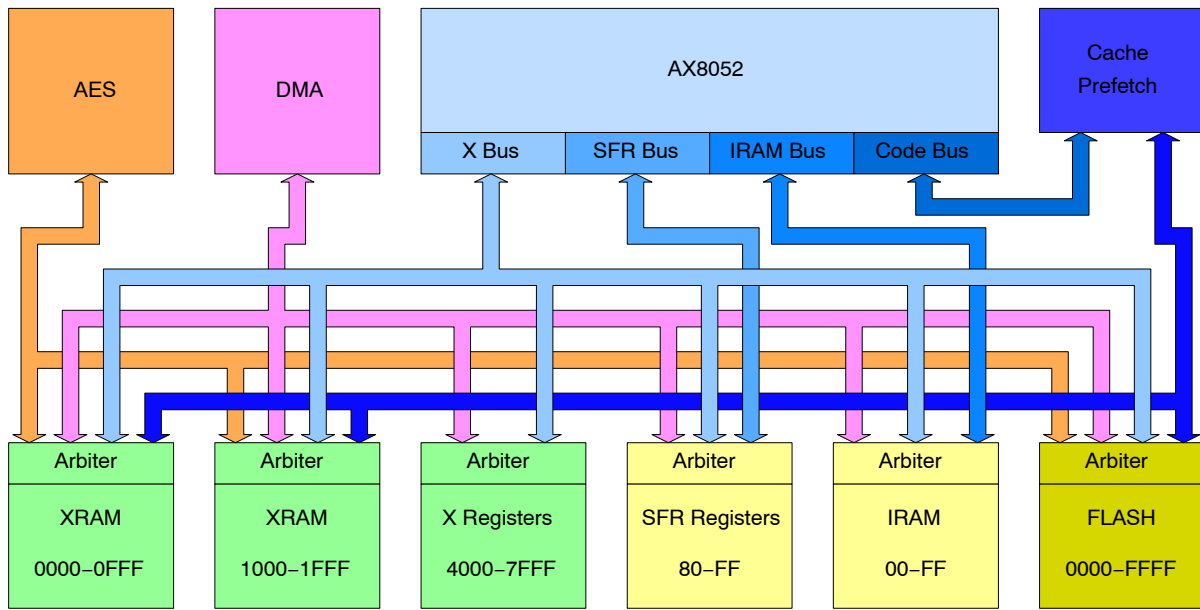 AES
DMA
AX8052
Cache
Prefetch
X Bus
SFR Bus
IRAM Bus
Code Bus
Arbiter
Arbiter
Arbiter
Arbiter
Arbiter
Arbiter
XRAM
XRAM
X Registers
SFR Registers
IRAM
FLASH
0000−0FFF
1000−1FFF
4000−7FFF
80−FF
00−FF
0000−FFFF